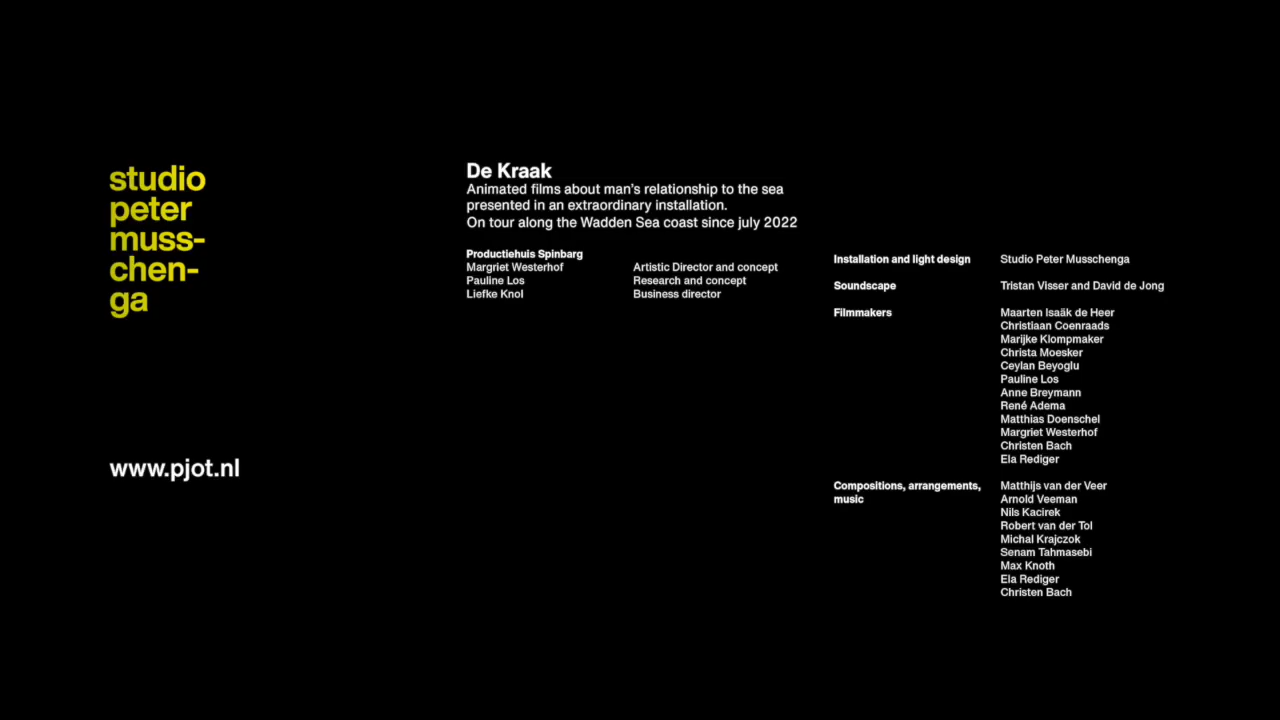 studio
peter
muss-
chen-
ga
www.pjot.nl
De Kraak
Animated films about man's relationship to the sea
presented in an extraordinary installation.
On tour along the Wadden Sea coast since july 2022
Productiehuis Spinbarg
Margriet Westerhof Artistic Director and concept
Pauline Los Research and concept
Liefke Knol Business director
Installation and light design Studio Peter Musschenga
Soundscape Tristan Visser and David de Jong
Filmmakers Maarten Isaäk de Heer
Christiaan Coenraads
Marijke Klompmaker
Christa Moesker
Ceylan Beyoglu
Pauline Los
Anne Breymann
René Adema
Matthias Doenschel
Margriet Westerhof
Christen Bach
Ela Rediger
Compositions, arrangements, Matthijs van der Veer
music Arnold Veeman
Nils Kacirek
Robert van der Tol
Michal Krajczok
Senam Tahmasebi
Max Knoth
Ela Rediger
Christen Bach